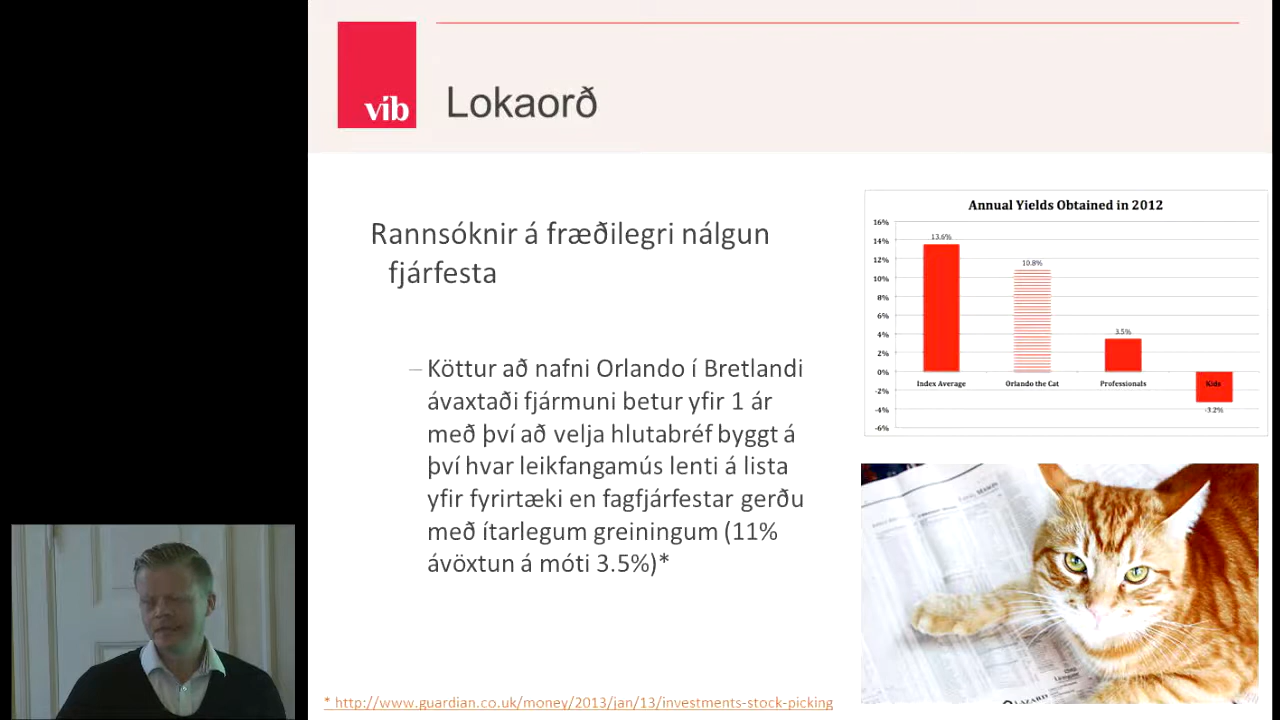 víb
Lokaorð
Rannsóknir á fræðilegri nálgun
fjárfesta
– Köttur að nafni Orlando í Bretlandi
ávaxtaði fjármuni betur yfir 1 ár
með því að velja hlutabréf byggt á
því hvar leikfangamús lenti á lista
yfir fyrirtæki en fagfjárfestar gerðu
með ítarlegum greiningum (11%
ávöxtun á móti 3.5%)*
* http://www.guardian.co.uk/money/2013/jan/13/investments-stock-picking
Annual Yields Obtained in 2012
16%
14%
12%
10%
8%
6%
4%
2%
0%
-2%
-4%
-6%
13.6%
10.8%
3.5%
-3.2%
Index Average
Orlando the Cat
Professionals
Kids
LAZARD